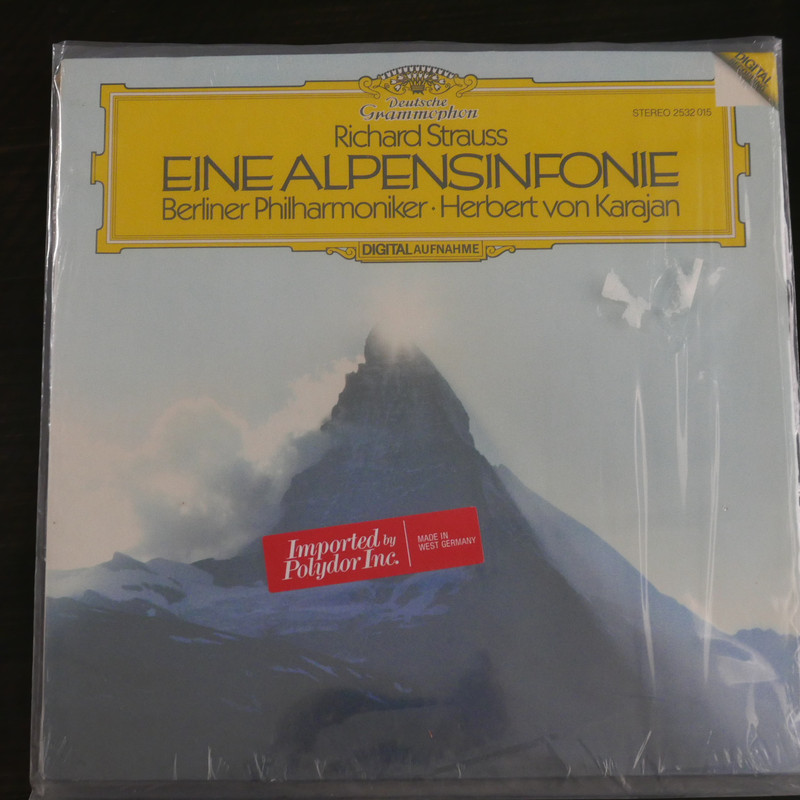 DIGITAL
Deutsche
Grammophon
STEREO 2532 015
Richard Strauss
EINE ALPENSINFONIE
Berliner Philharmoniker · Herbert von Karajan
DIGITAL AUFNAHME
Imported by
Polydor Inc.
MADE IN
WEST GERMANY